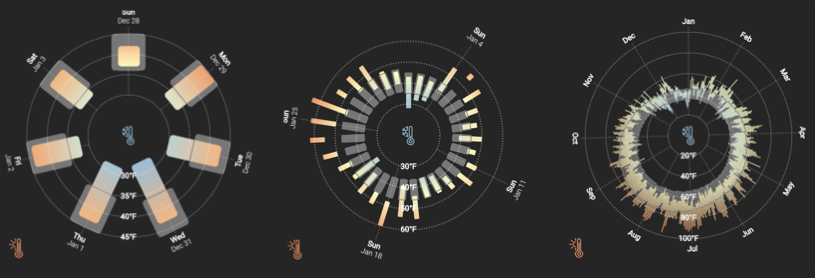 Sun
Dec 28
Mon
Dec 29
Tue
Dec 30
Wed
Dec 31
Thu
Jan 1
Fri
Jan 2
Sat
Jan 3
30°F
35°F
40°F
45°F
Sun
Jan 4
Sun
Jan 11
Sun
Jan 18
Sun
Jan 25
30°F
40°F
50°F
60°F
Jan
Feb
Mar
Apr
May
Jun
Jul
Aug
Sep
Oct
Nov
Dec
20°F
40°F
60°F
80°F
100°F